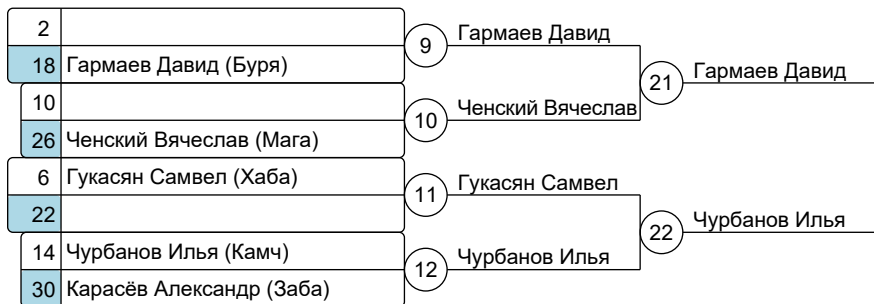 2
18 Гармаев Давид (Буря)
10
26 Ченский Вячеслав (Мага)
6 Гукасян Самвел (Хаба)
22
14 Чурбанов Илья (Камч)
30 Карасёв Александр (Заба)
9 Гармаев Давид
10 Ченский Вячеслав
11 Гукасян Самвел
12 Чурбанов Илья
21 Гармаев Давид
22 Чурбанов Илья